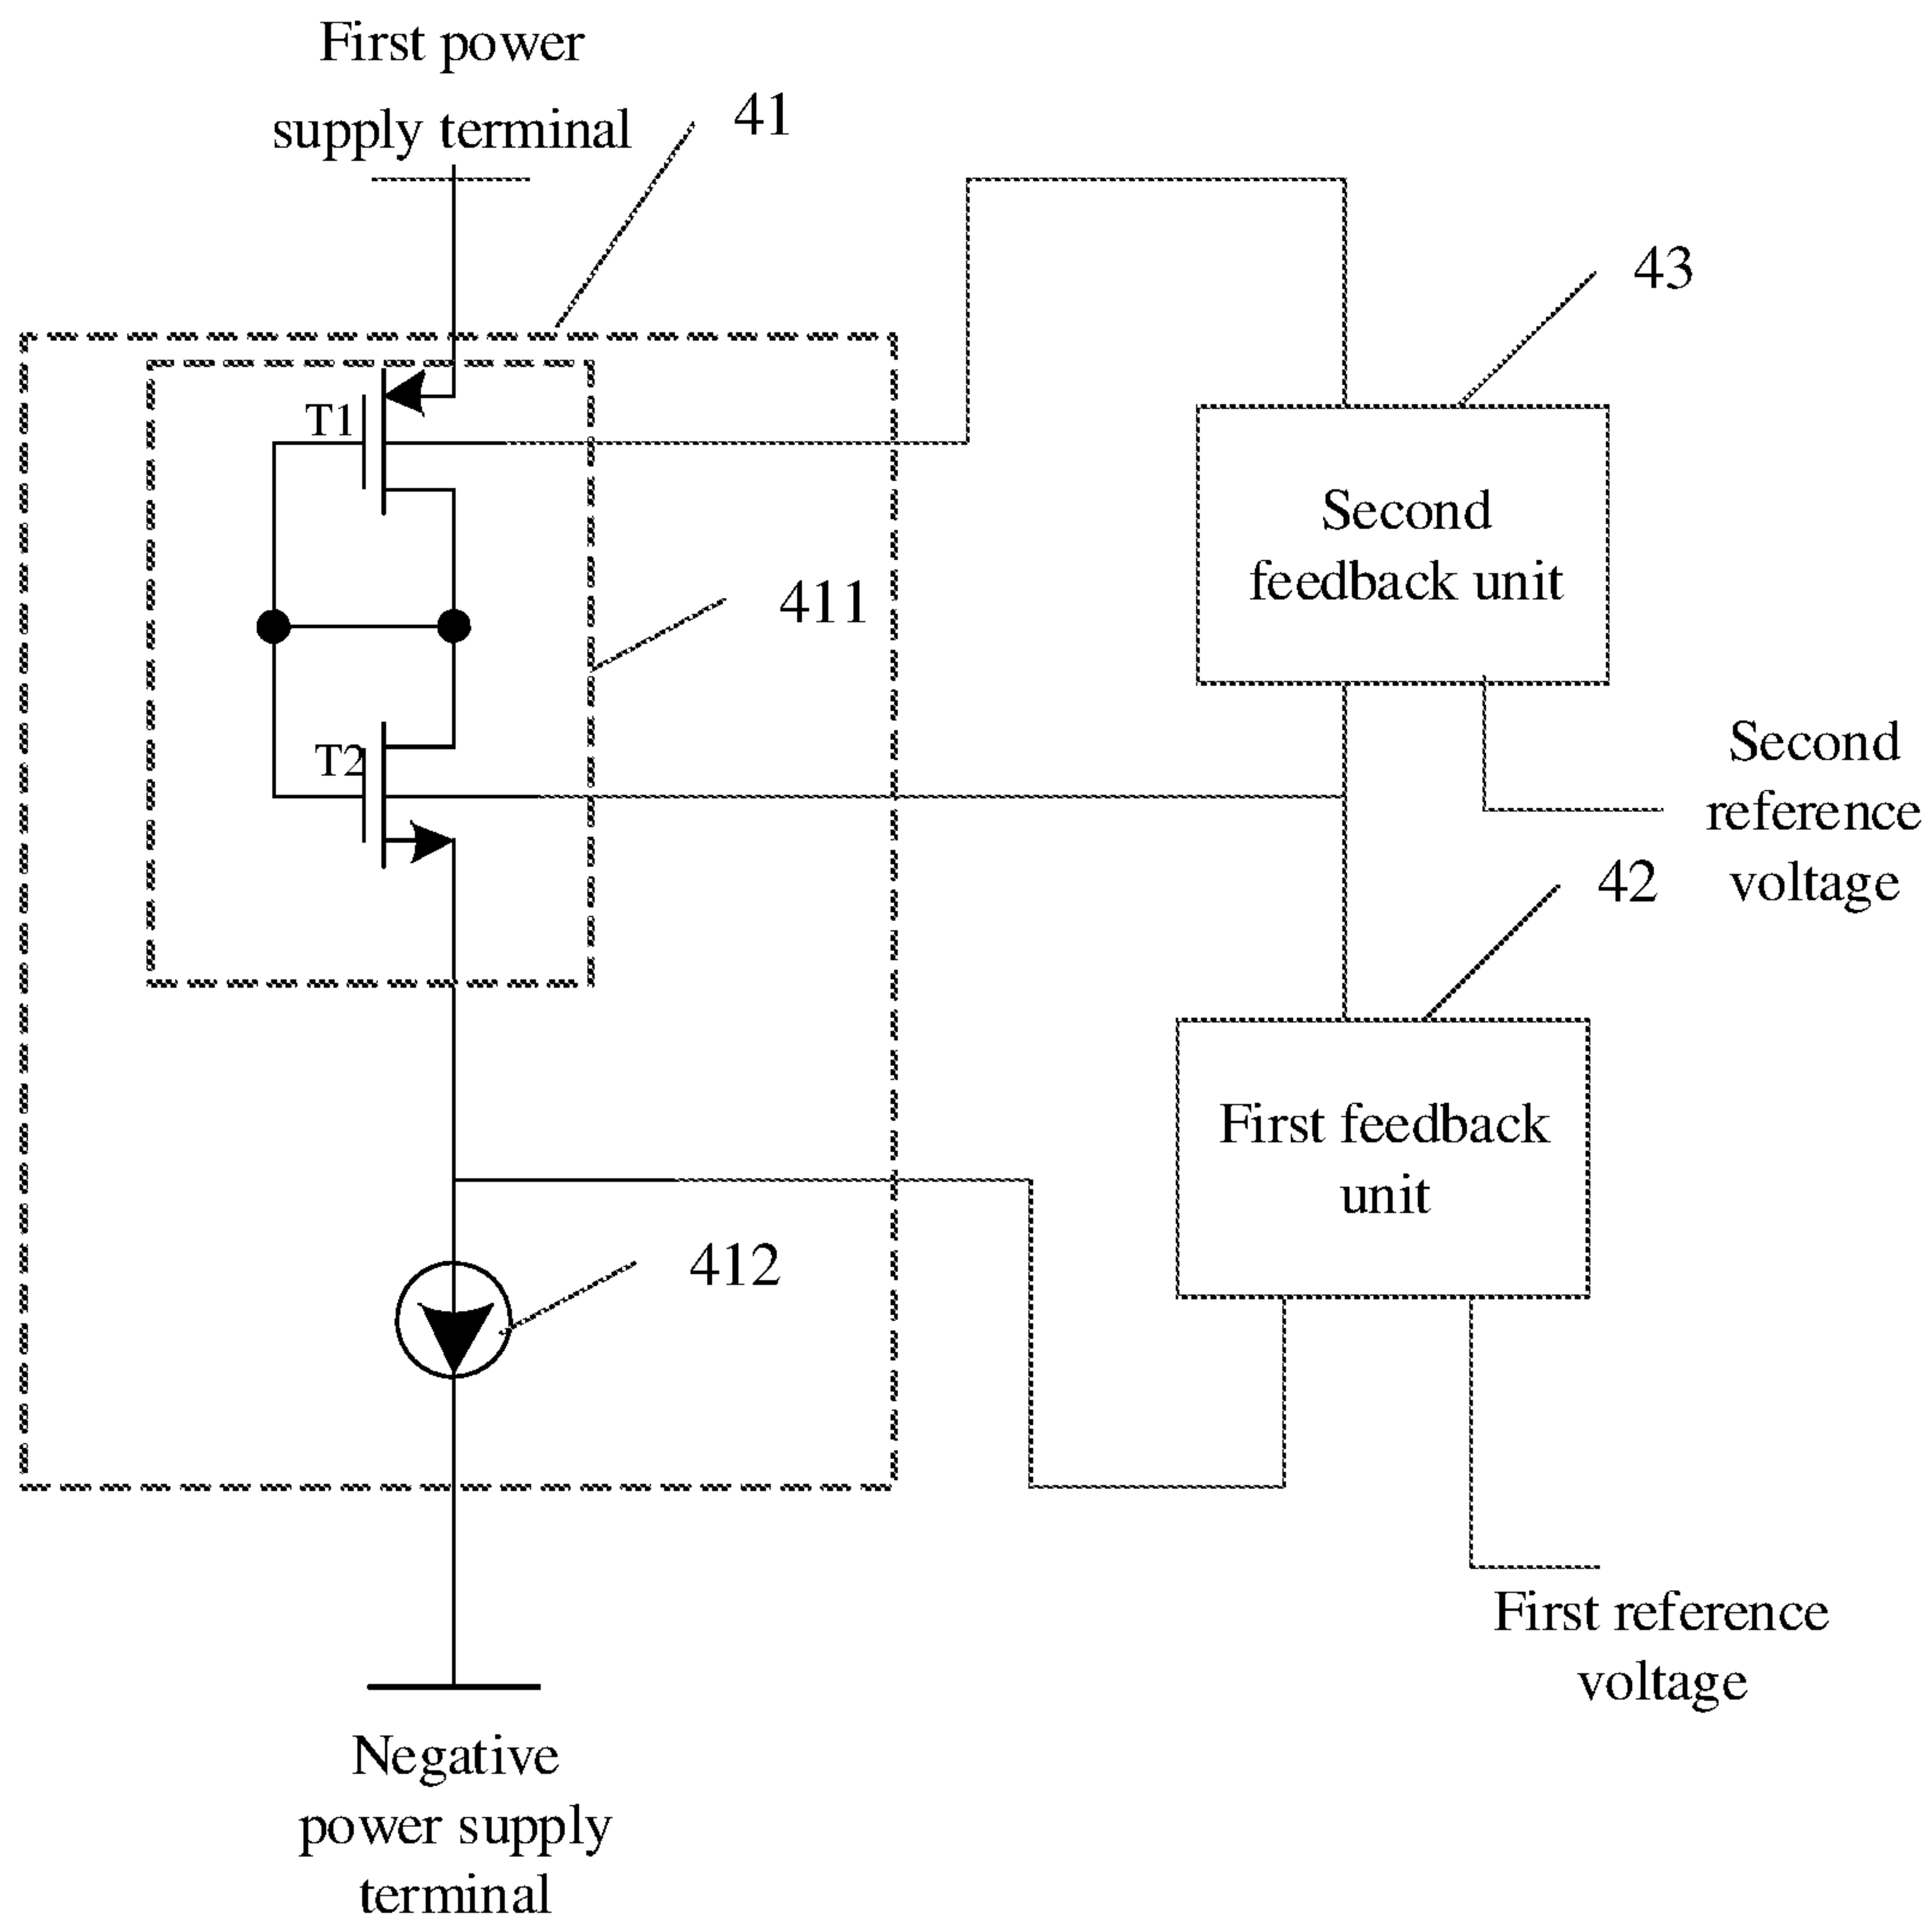 First power
supply terminal
41
43
T1
Second
feedback unit
411
T2
Second
reference
voltage
42
First feedback
unit
412
First reference
voltage
Negative
power supply
terminal